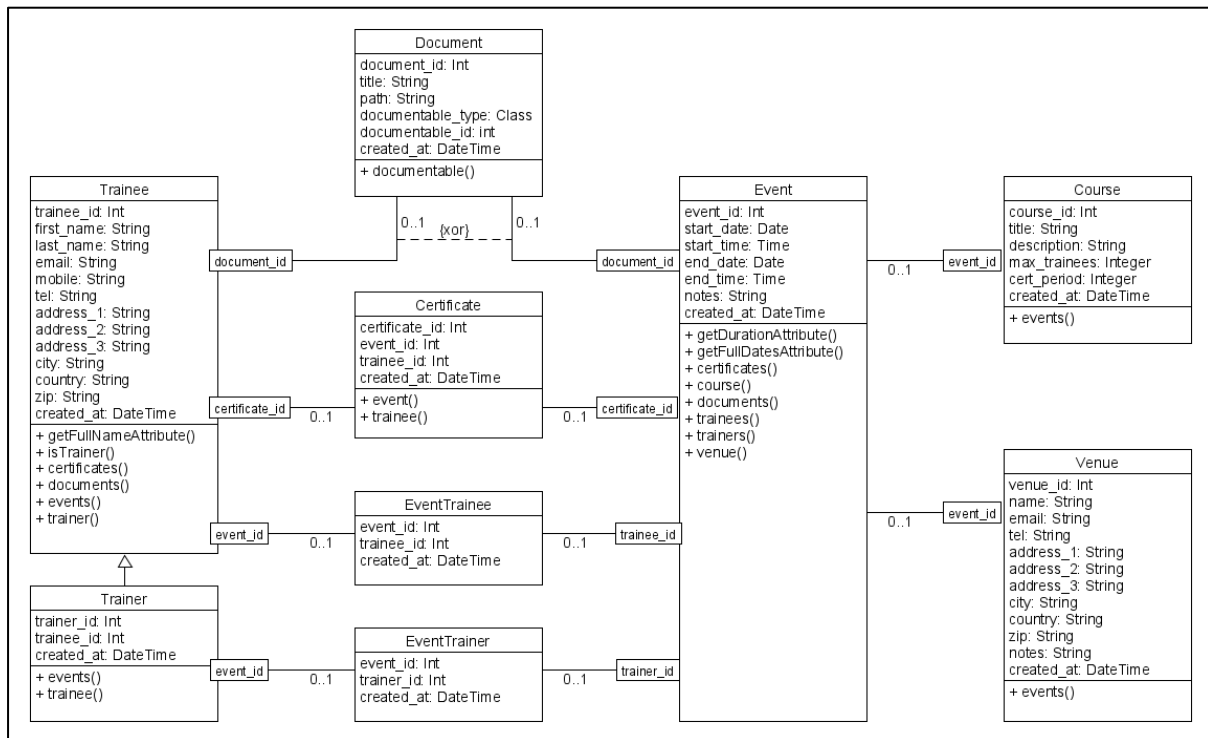 Document
document_id: Int
title: String
path: String
documentable_type: Class
documentable_id: int
created_at: DateTime
+ documentable()
0..1
{xor}
0..1
Trainee
trainee_id: Int
first_name: String
last_name: String
email: String
mobile: String
tel: String
address_1: String
address_2: String
address_3: String
city: String
country: String
zip: String
created_at: DateTime
+ getFullNameAttribute()
+ isTrainer()
+ certificates()
+ documents()
+ events()
+ trainer()
document_id
certificate_id
0..1
event_id
0..1
Trainer
trainer_id: Int
trainee_id: Int
created_at: DateTime
+ events()
+ trainee()
event_id
0..1
Certificate
certificate_id: Int
event_id: Int
trainee_id: Int
created_at: DateTime
+ event()
+ trainee()
EventTrainee
event_id: Int
trainee_id: Int
created_at: DateTime
EventTrainer
event_id: Int
trainer_id: Int
created_at: DateTime
document_id
0..1
certificate_id
0..1
trainee_id
0..1
trainer_id
Event
event_id: Int
start_date: Date
start_time: Time
end_date: Date
end_time: Time
notes: String
created_at: DateTime
+ getDurationAttribute()
+ getFullDatesAttribute()
+ certificates()
+ course()
+ documents()
+ trainees()
+ trainers()
+ venue()
0..1
event_id
0..1
event_id
Course
course_id: Int
title: String
description: String
max_trainees: Integer
cert_period: Integer
created_at: DateTime
+ events()
Venue
venue_id: Int
name: String
email: String
tel: String
address_1: String
address_2: String
address_3: String
city: String
country: String
zip: String
notes: String
created_at: DateTime
+ events()